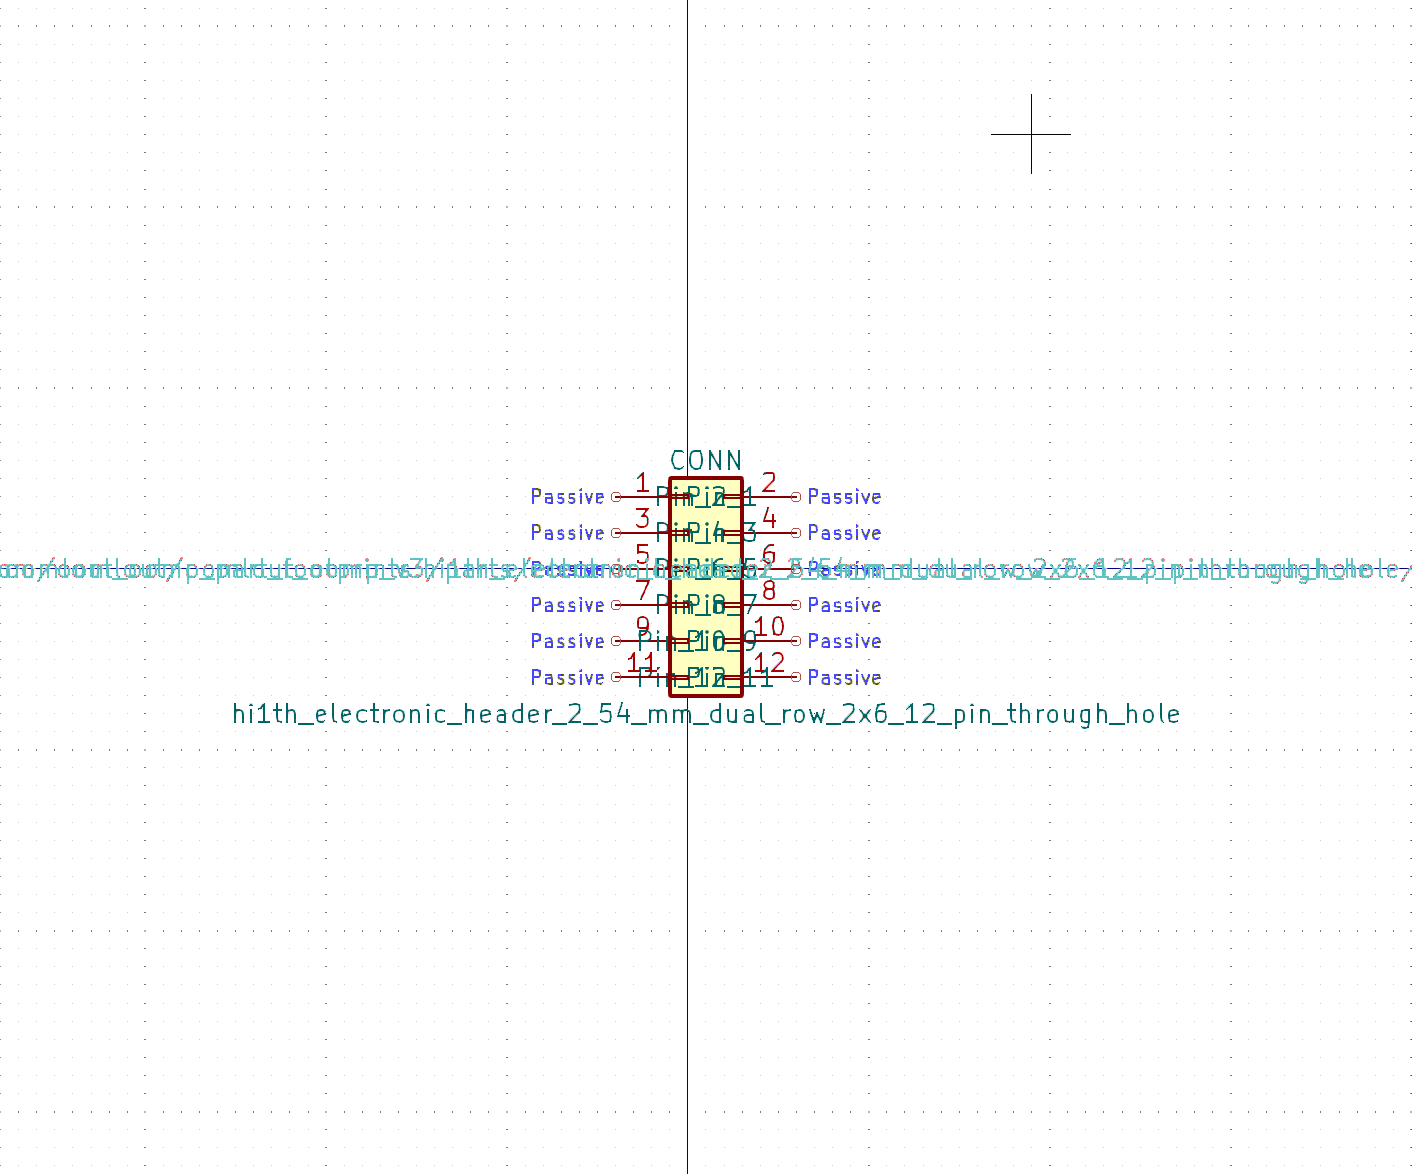 CONN
1 2
Passive Pin_2 Pin_1 Passive
3 4
Passive Pin_4 Pin_3 Passive
5 6
Passive Pin_6 Pin_5 Passive
7 8
Passive Pin_8 Pin_7 Passive
9 10
Passive Pin_10 Pin_9 Passive
11 12
Passive Pin_12 Pin_11 Passive
hi1th_electronic_header_2_54_mm_dual_row_2x6_12_pin_through_hole